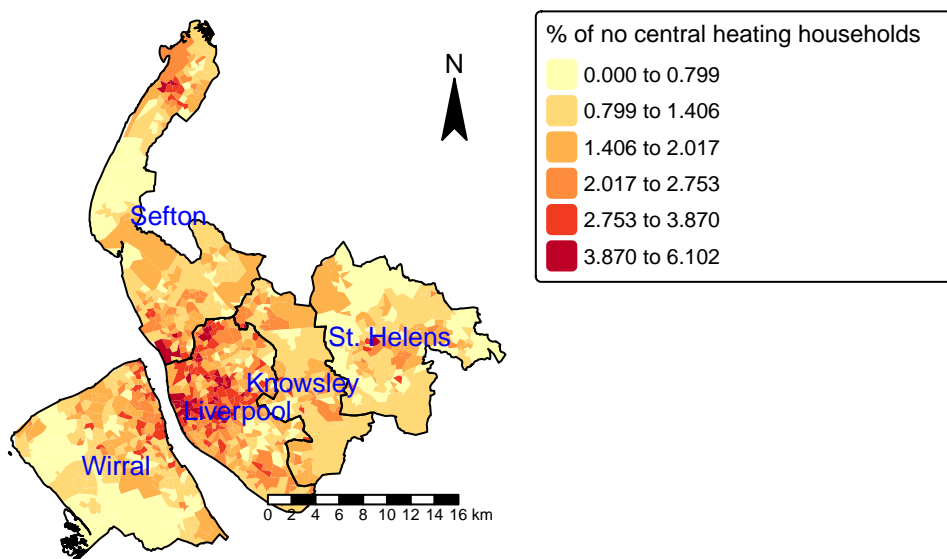 % of no central heating households
0.000 to 0.799
0.799 to 1.406
1.406 to 2.017
2.017 to 2.753
2.753 to 3.870
3.870 to 6.102
N
Sefton
St. Helens
Knowsley
Liverpool
Wirral
0 2 4 6 8 10 12 14 16 km